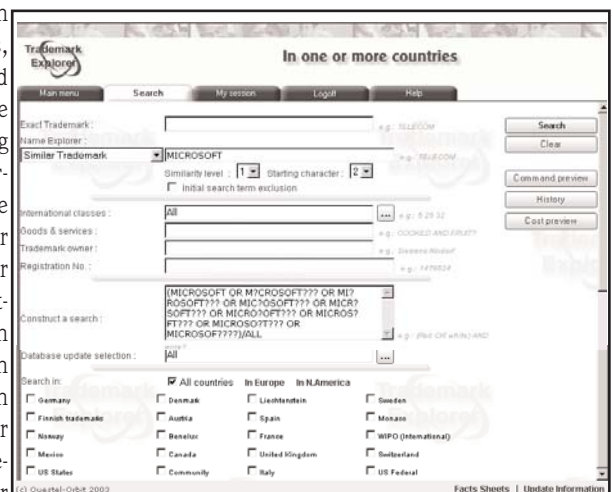 Trademark
Explorer
In one or more countries
Main menu Search My session Logoff Help
Exact Trademark : e.g.: TELECOM
Name Explorer :
Similar Trademark MICROSOFT e.g.: TELECOM
Similarity level : 1 Starting character : 2
initial search term exclusion
International classes : All ... e.g.: 9 25 32
Goods & services : e.g.: COOKED AND FRUIT?
Trademark owner : e.g.: Siemens Nixdorf
Registration No. : e.g.: 1476824
Construct a search : (MICROSOFT OR M?CROSOFT??? OR MI?
ROSOFT??? OR MIC?OSOFT??? OR MICR?
SOFT??? OR MICRO?OFT??? OR MICROS?
FT??? OR MICROSO?T??? OR
MICROSOF????)/ALL
e.g.: (Red OR white) AND
Database update selection : All ...
Search
Clear
Command preview
History
Cost preview
Search in: All countries In Europe In N.America
Germany Denmark Liechtenstein Sweden
Finnish trademarks Austria Spain Monaco
Norway Benelux France WIPO (International)
Mexico Canada United Kingdom Switzerland
US States Community Italy US Federal
(c) Questel-Orbit 2003 Facts Sheets | Update Information